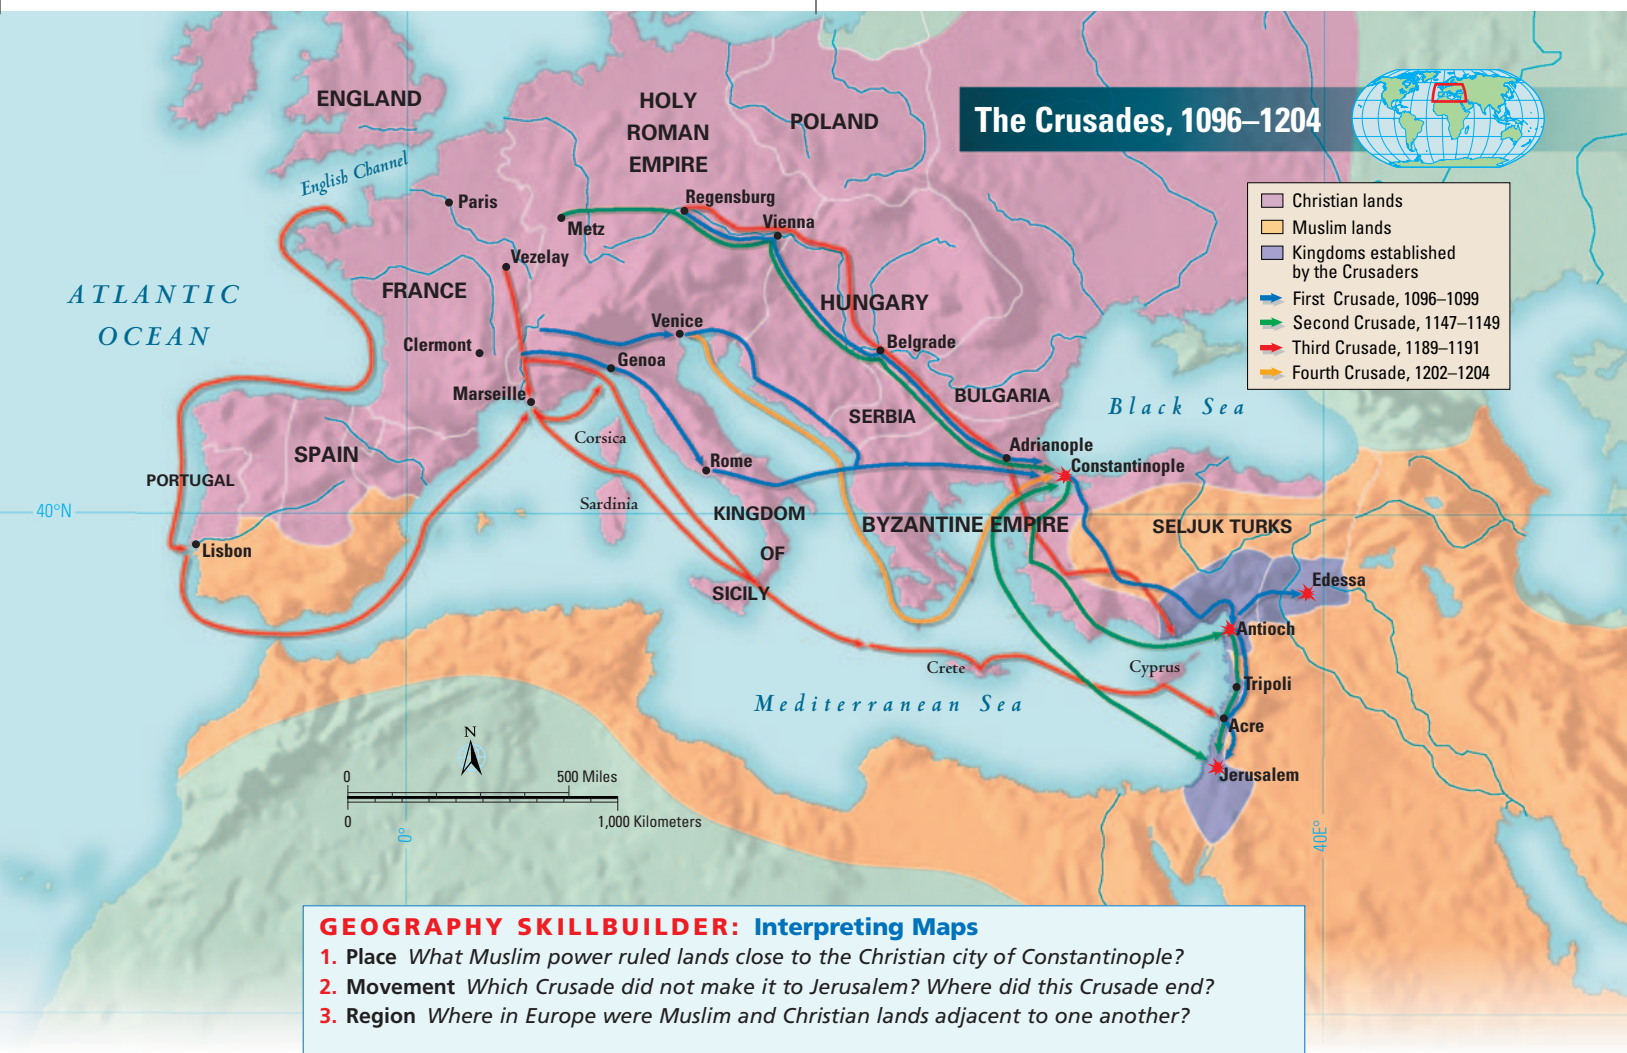 The Crusades, 1096–1204
Christian lands
Muslim lands
Kingdoms established
by the Crusaders
First Crusade, 1096–1099
Second Crusade, 1147–1149
Third Crusade, 1189–1191
Fourth Crusade, 1202–1204
ENGLAND
HOLY
ROMAN
EMPIRE
POLAND
English Channel
Paris
Regensburg
Metz
Vienna
Vezelay
FRANCE
ATLANTIC
OCEAN
HUNGARY
Venice
Clermont
Genoa
Belgrade
Marseille
BULGARIA
SERBIA
Black Sea
Corsica
Adrianople
SPAIN
Rome
Constantinople
PORTUGAL
Sardinia
40°N
KINGDOM
OF
SICILY
BYZANTINE EMPIRE
SELJUK TURKS
Lisbon
Edessa
Antioch
Crete
Cyprus
Tripoli
Mediterranean Sea
Acre
Jerusalem
N
0
500 Miles
0
1,000 Kilometers
0°
40E°
GEOGRAPHY SKILLBUILDER: Interpreting Maps
1. Place What Muslim power ruled lands close to the Christian city of Constantinople?
2. Movement Which Crusade did not make it to Jerusalem? Where did this Crusade end?
3. Region Where in Europe were Muslim and Christian lands adjacent to one another?